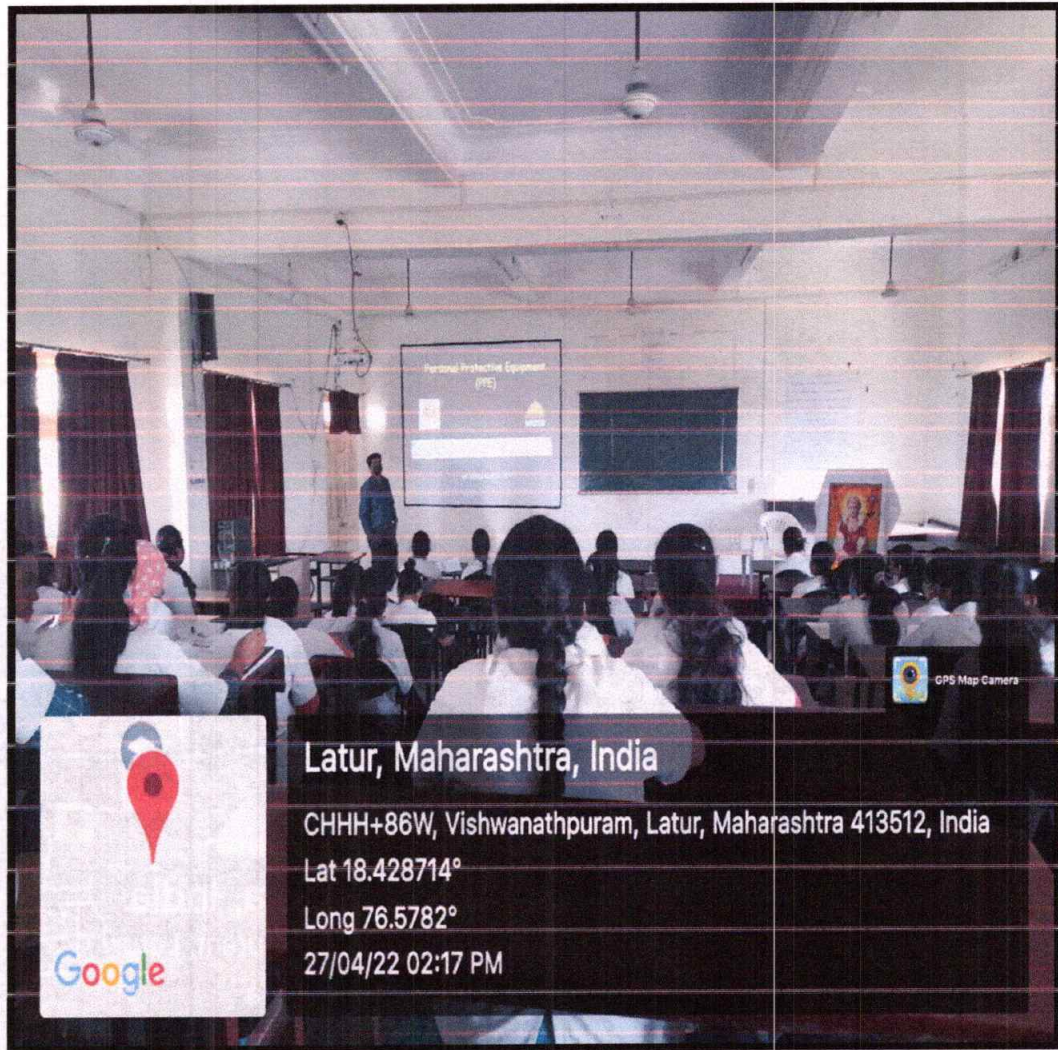 Personal Protective Equipment
(PPE)
GPS Map Camera
Latur, Maharashtra, India
CHHH+86W, Vishwanathpuram, Latur, Maharashtra 413512, India
Lat 18.428714°
Long 76.5782°
27/04/22 02:17 PM
Google